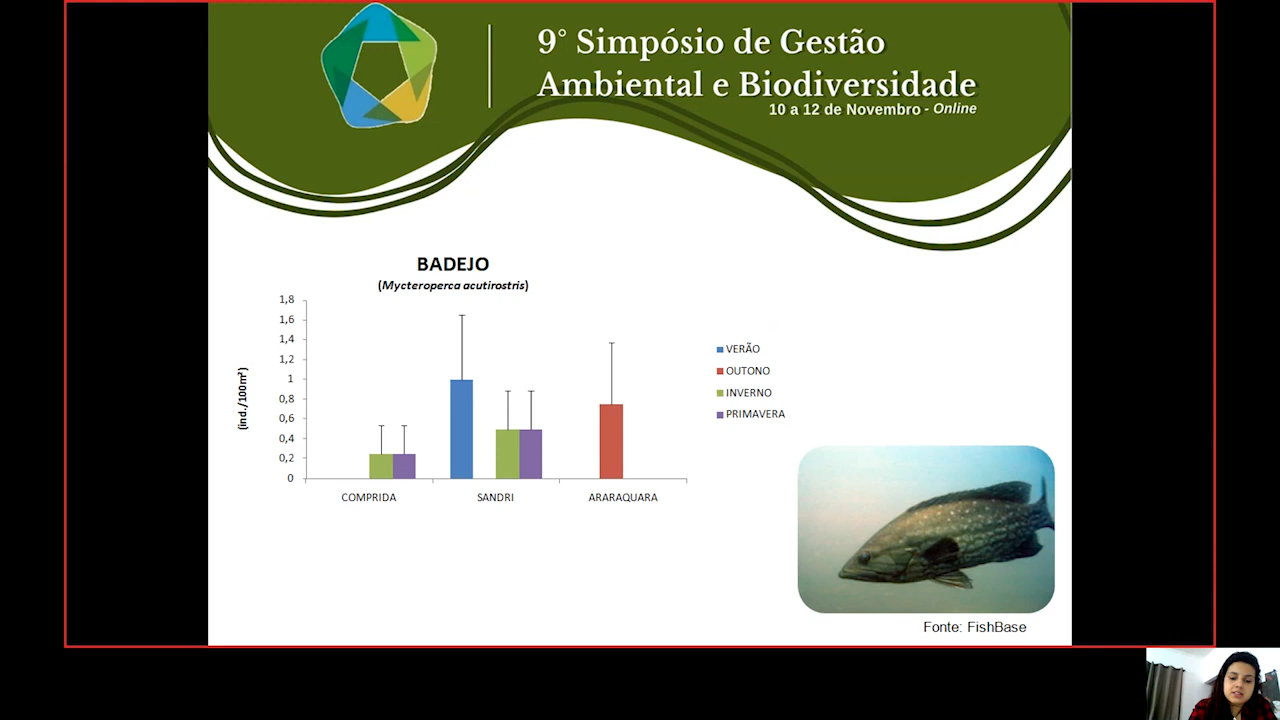 9° Simpósio de Gestão
Ambiental e Biodiversidade
10 a 12 de Novembro - Online
BADEJO
(Mycteroperca acutirostris)
1,8
1,6
1,4
1,2
1
0,8
0,6
0,4
0,2
0
(ind./100m²)
COMPRIDA SANDRI ARARAQUARA
VERÃO
OUTONO
INVERNO
PRIMAVERA
Fonte: FishBase